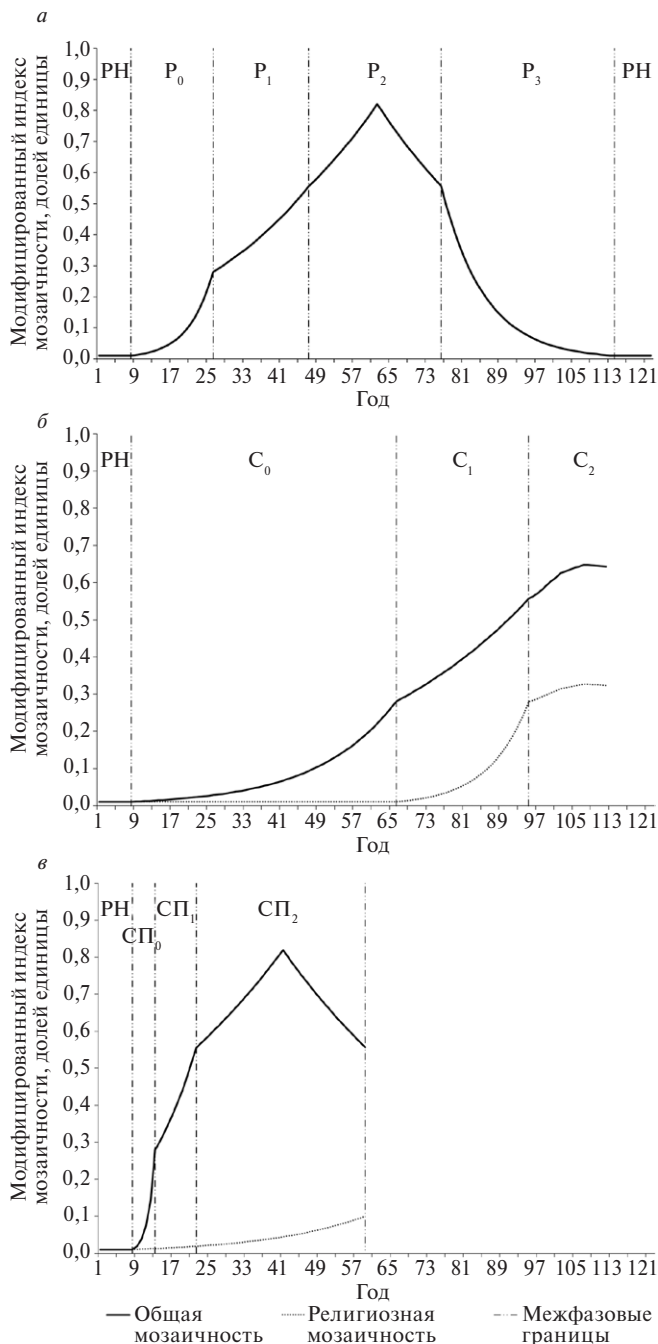 а
Модифицированный индекс
мозаичности, долей единицы
1,0
0,9
0,8
0,7
0,6
0,5
0,4
0,3
0,2
0,1
0,0
РН P₀ P₁ P₂ P₃ РН
1 9 17 25 33 41 49 57 65 73 81 89 97 105 113 121
Год
б
Модифицированный индекс
мозаичности, долей единицы
1,0
0,9
0,8
0,7
0,6
0,5
0,4
0,3
0,2
0,1
0,0
РН C₀ C₁ C₂
1 9 17 25 33 41 49 57 65 73 81 89 97 105 113 121
Год
в
Модифицированный индекс
мозаичности, долей единицы
1,0
0,9
0,8
0,7
0,6
0,5
0,4
0,3
0,2
0,1
0,0
РН СП₁
СП₀ СП₂
1 9 17 25 33 41 49 57 65 73 81 89 97 105 113 121
Год
Общая
мозаичность
Религиозная
мозаичность
Межфазовые
границы